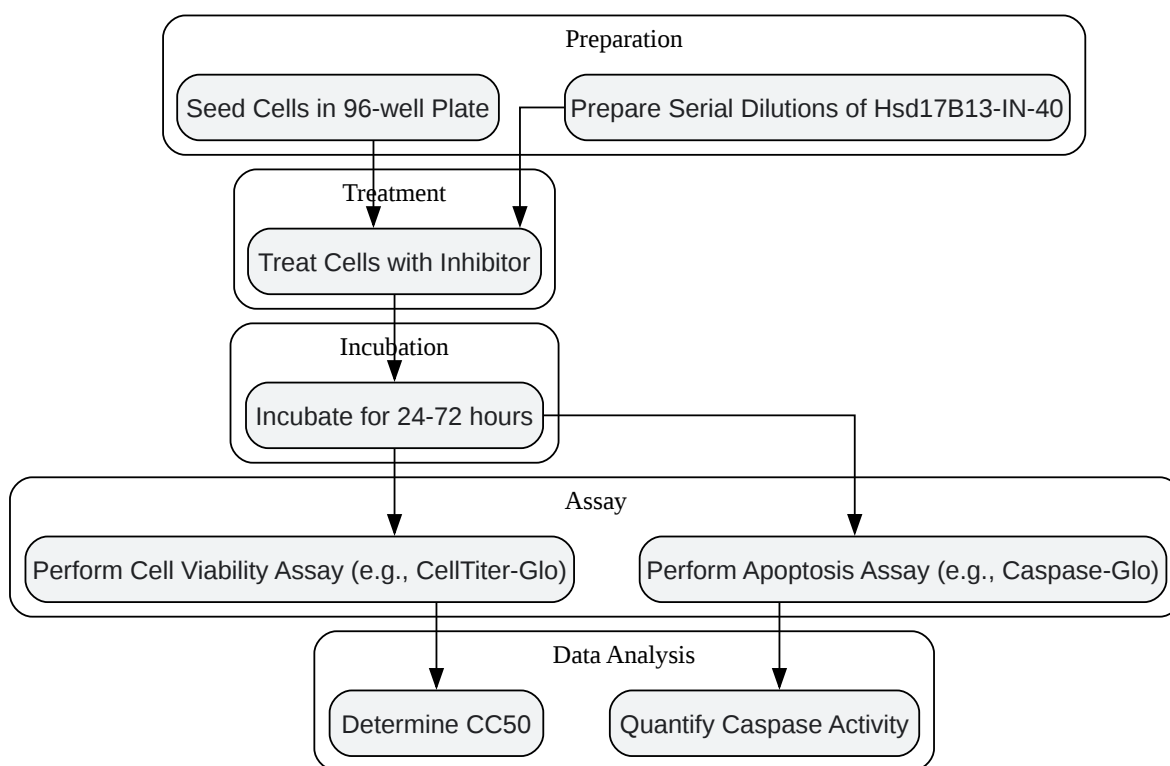 Preparation
Seed Cells in 96-well Plate
Prepare Serial Dilutions of Hsd17B13-IN-40
Treatment
Treat Cells with Inhibitor
Incubation
Incubate for 24-72 hours
Assay
Perform Cell Viability Assay (e.g., CellTiter-Glo)
Perform Apoptosis Assay (e.g., Caspase-Glo)
Data Analysis
Determine CC50
Quantify Caspase Activity